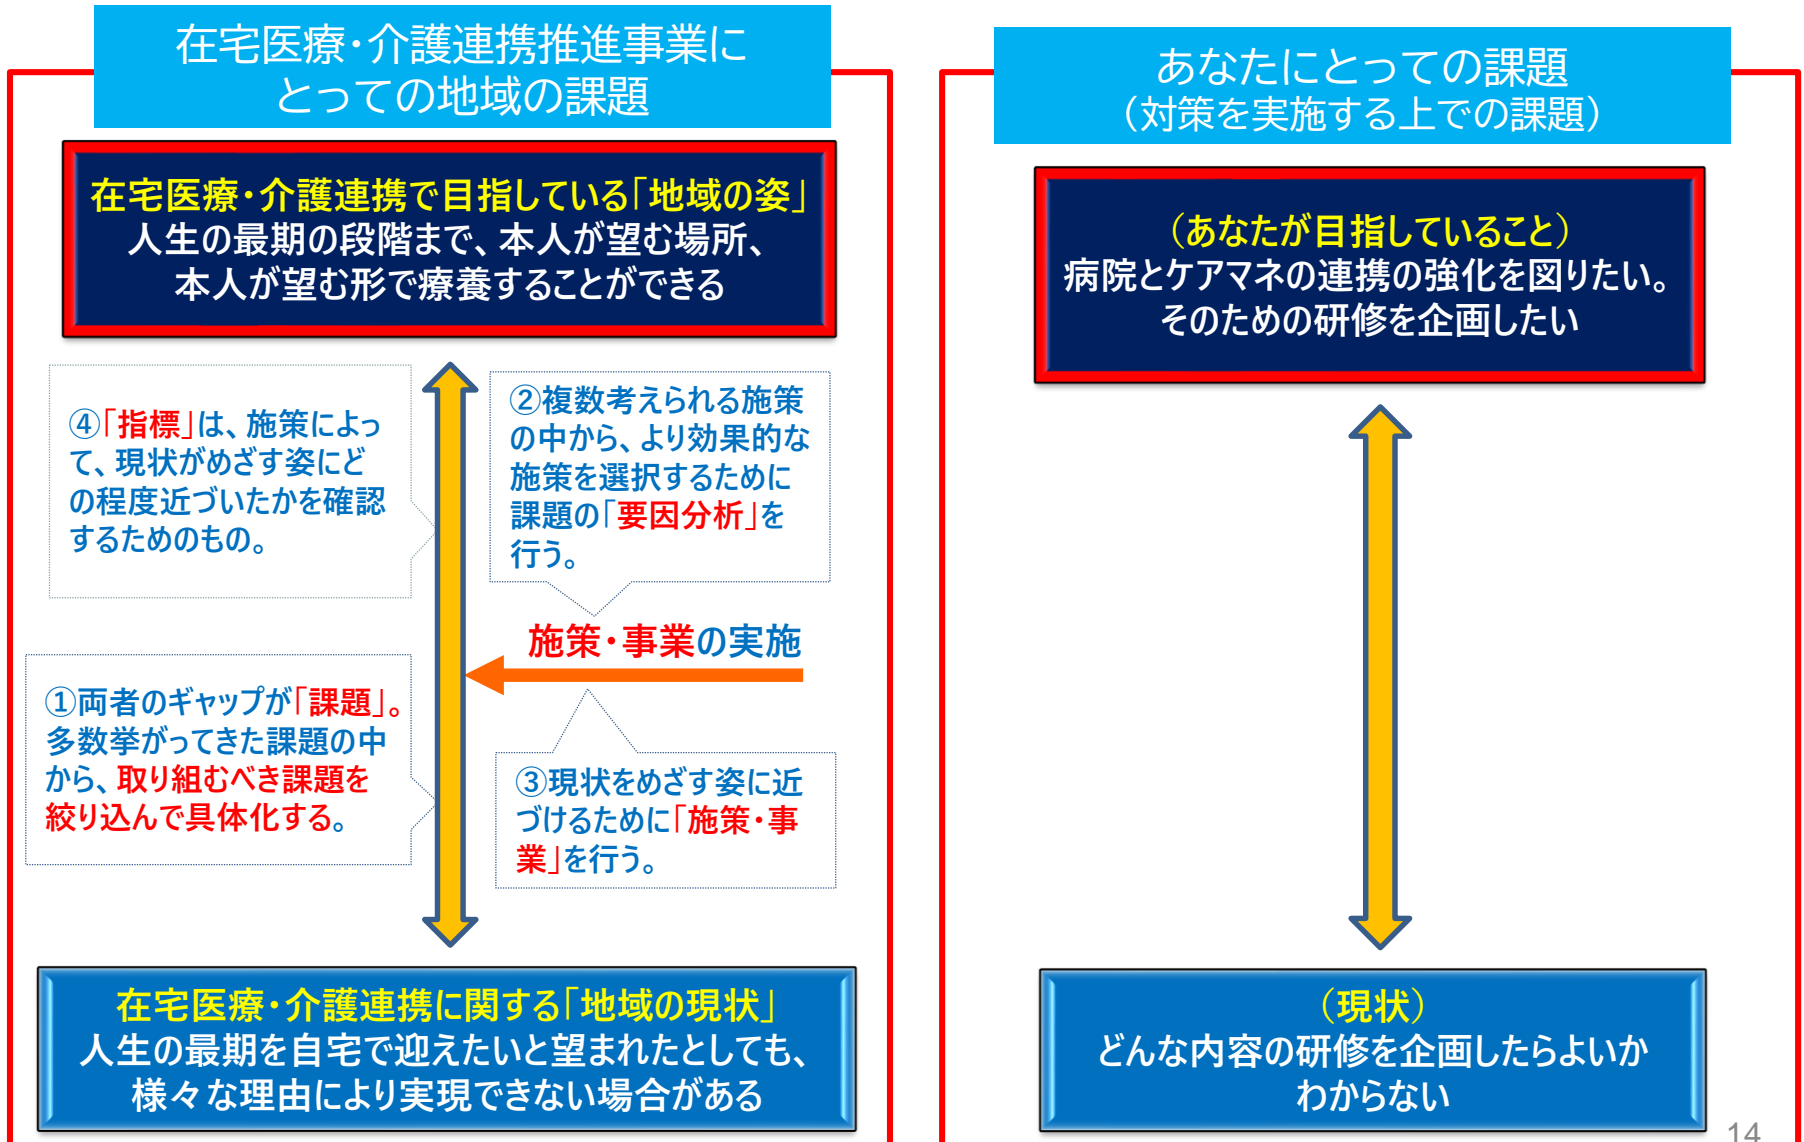 在宅医療・介護連携推進事業に
とっての地域の課題
在宅医療・介護連携で目指している「地域の姿」
人生の最期の段階まで、本人が望む場所、
本人が望む形で療養することができる
④「指標」は、施策によっ
て、現状がめざす姿にど
の程度近づいたかを確認
するためのもの。
②複数考えられる施策
の中から、より効果的な
施策を選択するために
課題の「要因分析」を
行う。
施策・事業の実施
①両者のギャップが「課題」。
多数挙がってきた課題の中
から、取り組むべき課題を
絞り込んで具体化する。
③現状をめざす姿に近
づけるために「施策・事
業」を行う。
在宅医療・介護連携に関する「地域の現状」
人生の最期を自宅で迎えたいと望まれたとしても、
様々な理由により実現できない場合がある
あなたにとっての課題
（対策を実施する上での課題）
（あなたが目指していること）
病院とケアマネの連携の強化を図りたい。
そのための研修を企画したい
（現状）
どんな内容の研修を企画したらよいか
わからない
14